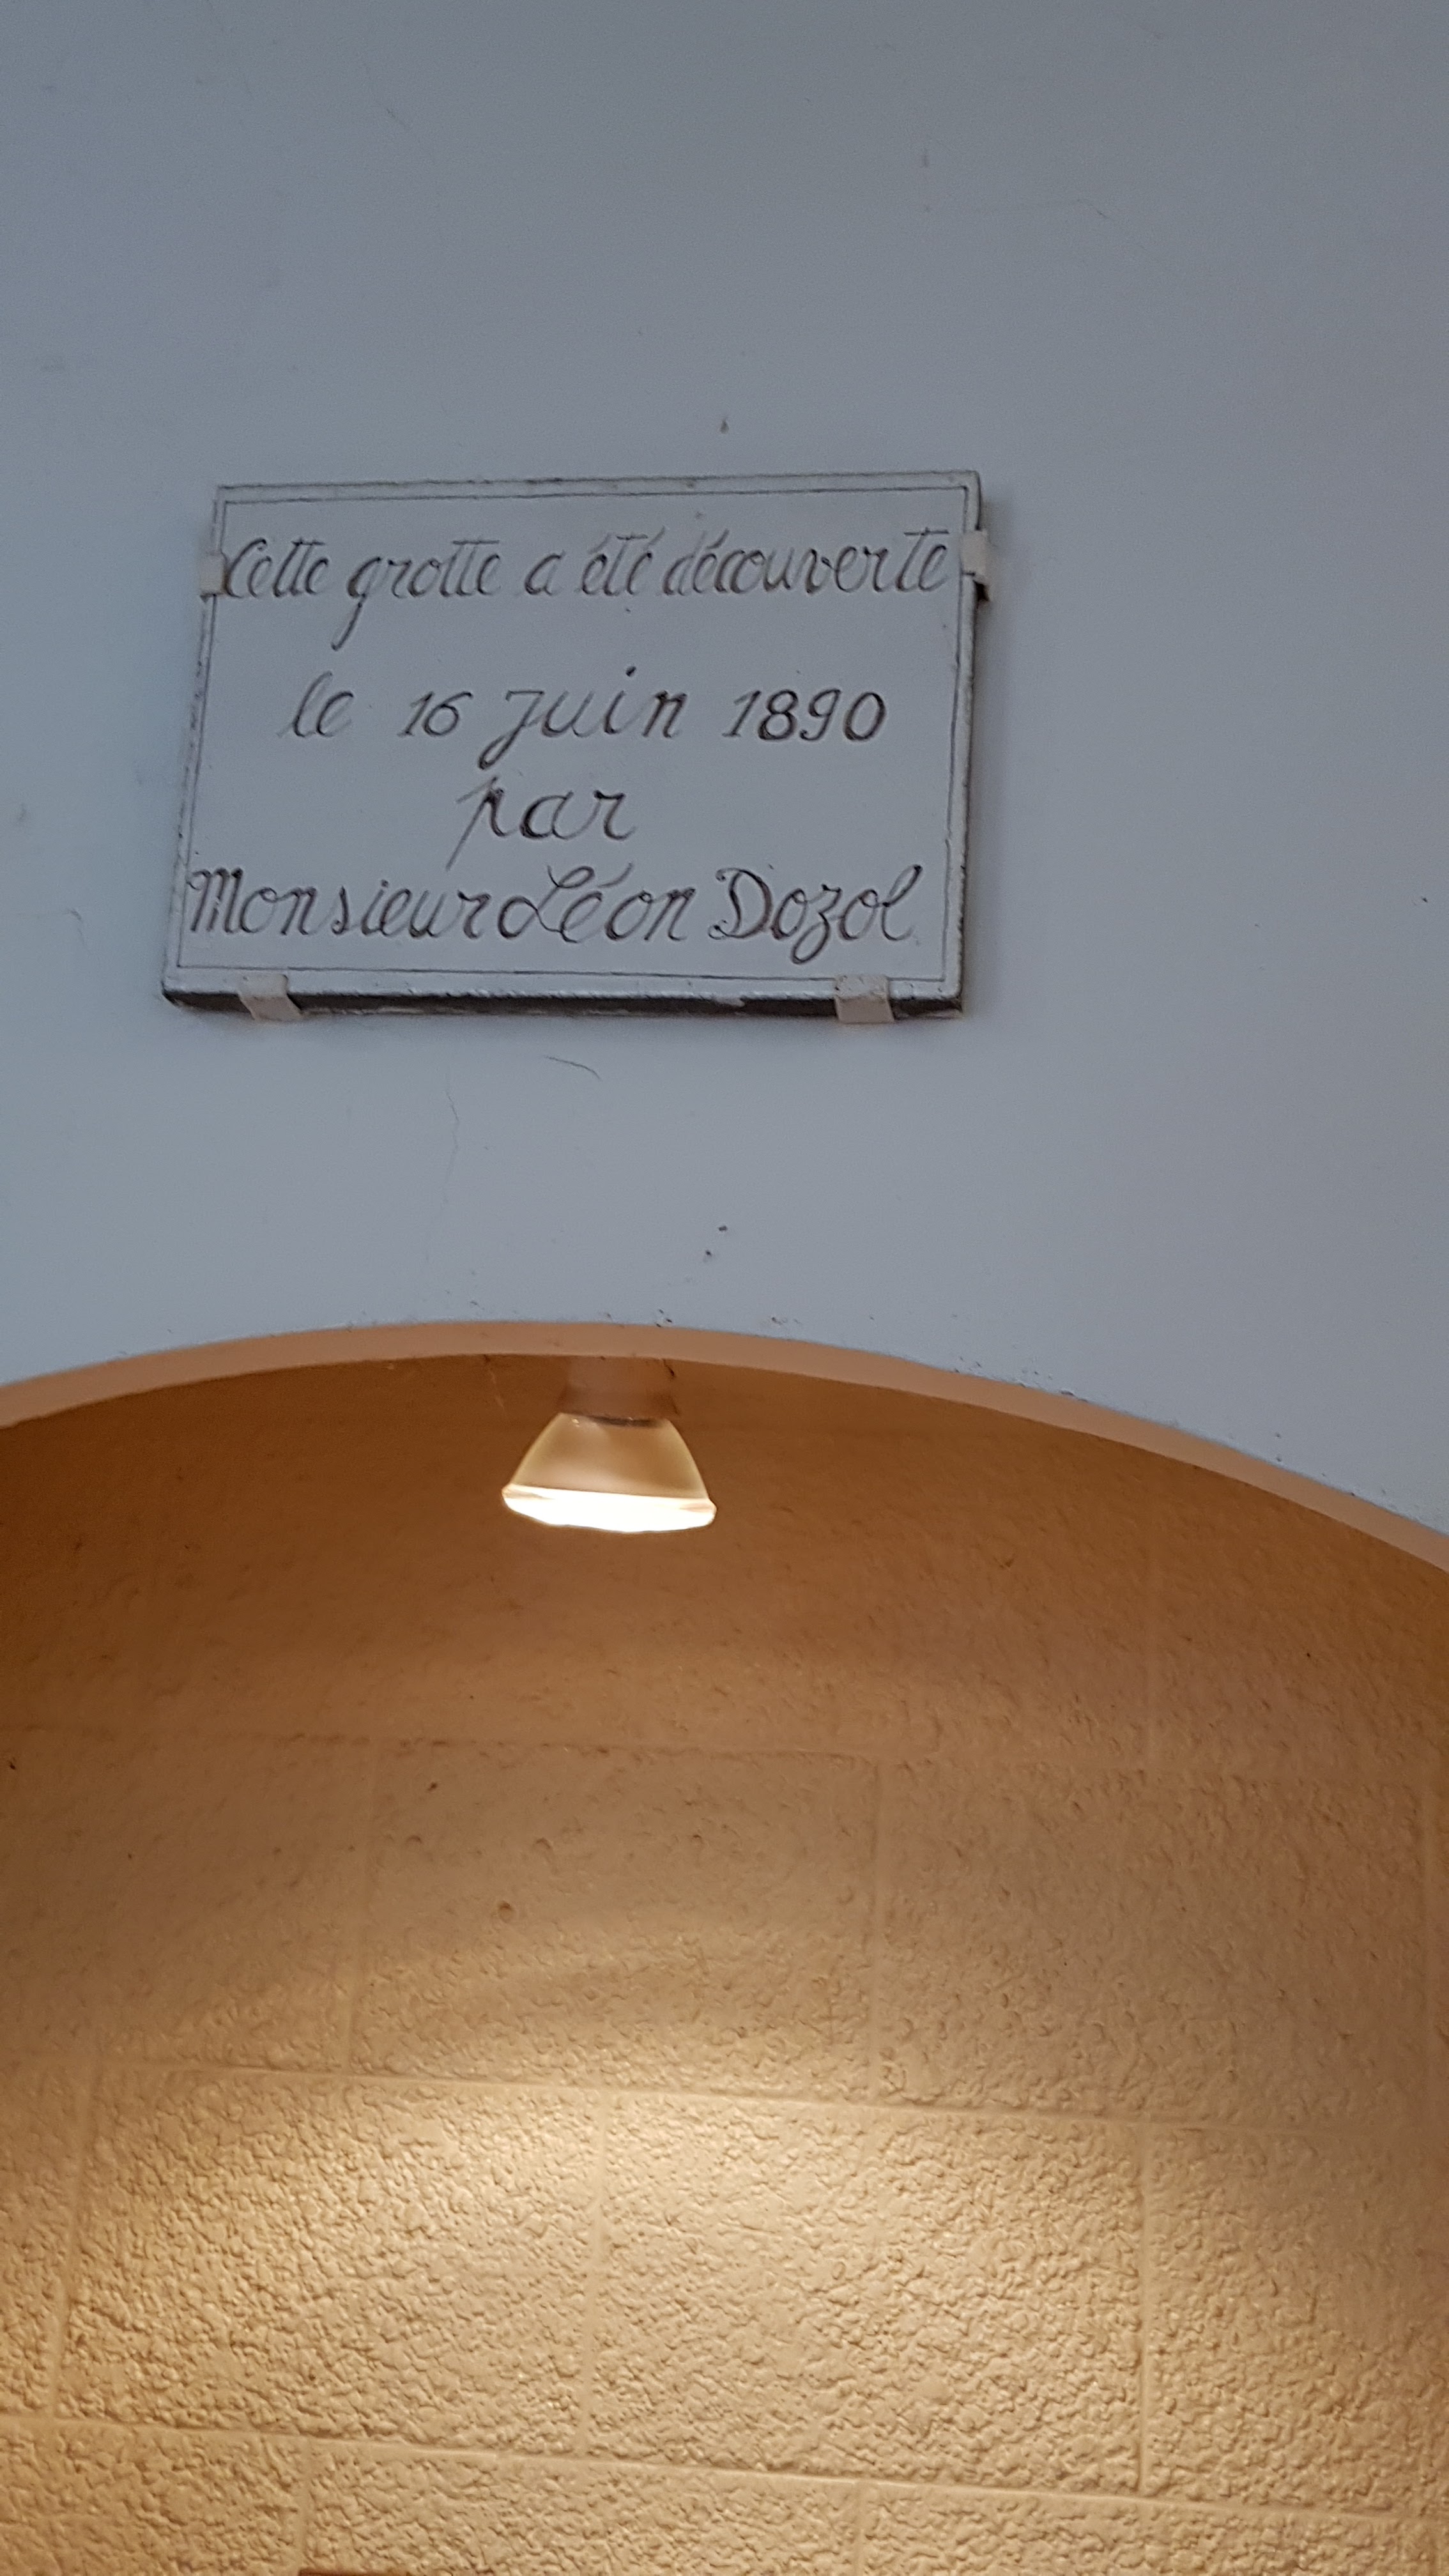 Cette grotte a été découverte
le 16 Juin 1890
par
Monsieur Léon Dozol